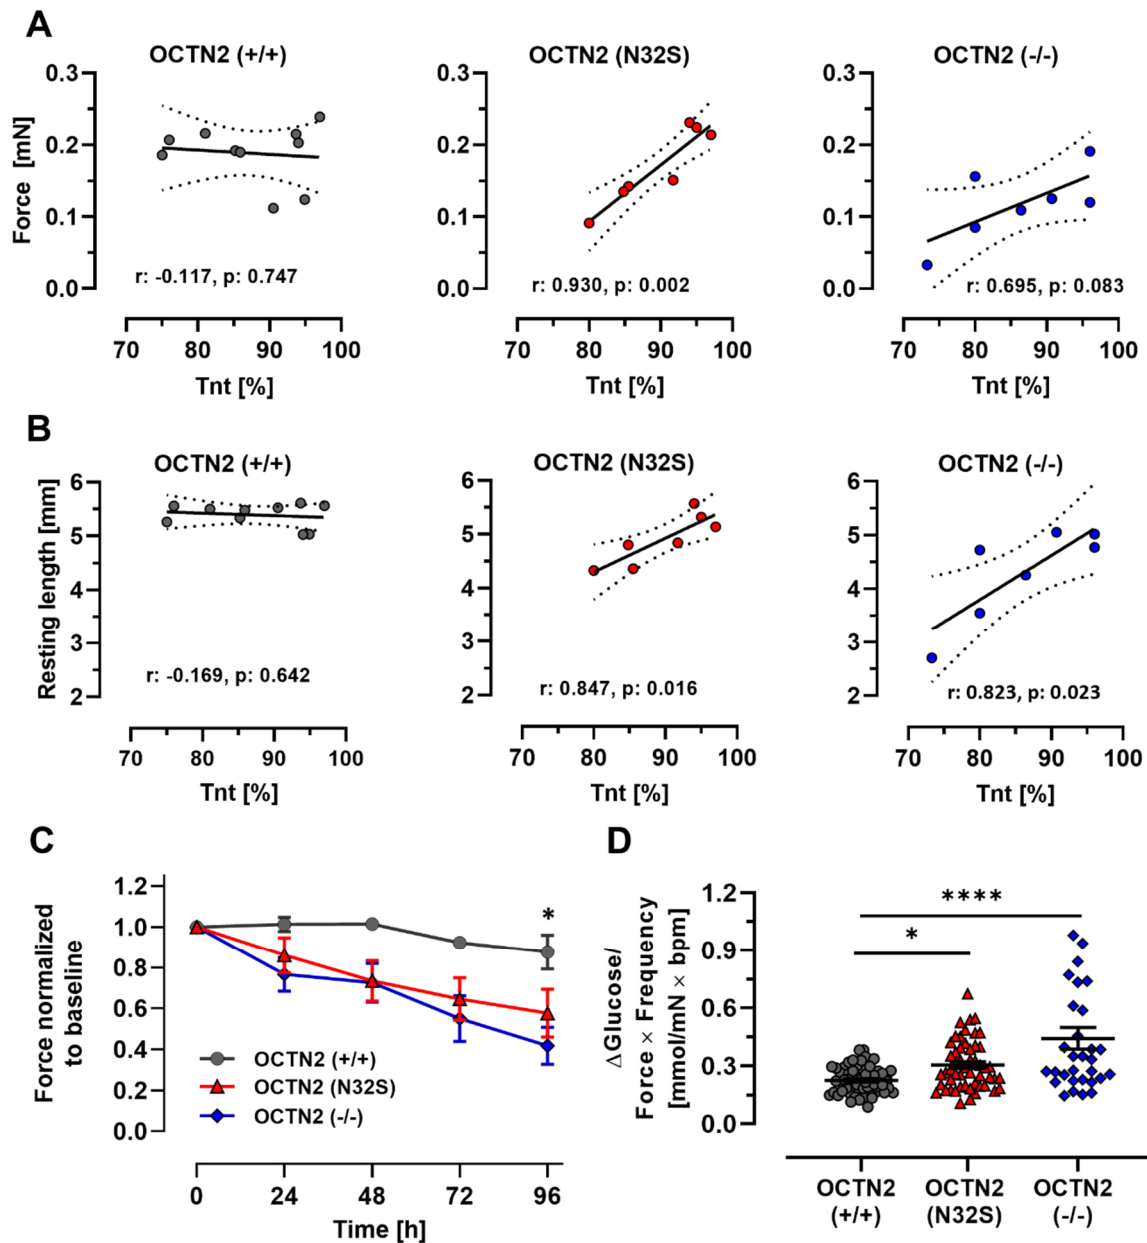 A
OCTN2 (+/+)
OCTN2 (N32S)
OCTN2 (-/-)
Force [mN]
0.3
0.2
0.1
0.0
r: -0.117, p: 0.747
70 80 90 100
Tnt [%]
0.3
0.2
0.1
0.0
r: 0.930, p: 0.002
70 80 90 100
Tnt [%]
0.3
0.2
0.1
0.0
r: 0.695, p: 0.083
70 80 90 100
Tnt [%]
B
OCTN2 (+/+)
OCTN2 (N32S)
OCTN2 (-/-)
Resting length [mm]
6
5
4
3
2
r: -0.169, p: 0.642
70 80 90 100
Tnt [%]
6
5
4
3
2
r: 0.847, p: 0.016
70 80 90 100
Tnt [%]
6
5
4
3
2
r: 0.823, p: 0.023
70 80 90 100
Tnt [%]
C
Force normalized
to baseline
1.2
1.0
0.8
0.6
0.4
0.2
0.0
*
OCTN2 (+/+)
OCTN2 (N32S)
OCTN2 (-/-)
0 24 48 72 96
Time [h]
D
ΔGlucose/
Force × Frequency
[mmol/mN × bpm]
1.2
0.9
0.6
0.3
0.0
****
*
OCTN2
(+/+)
OCTN2
(N32S)
OCTN2
(-/-)